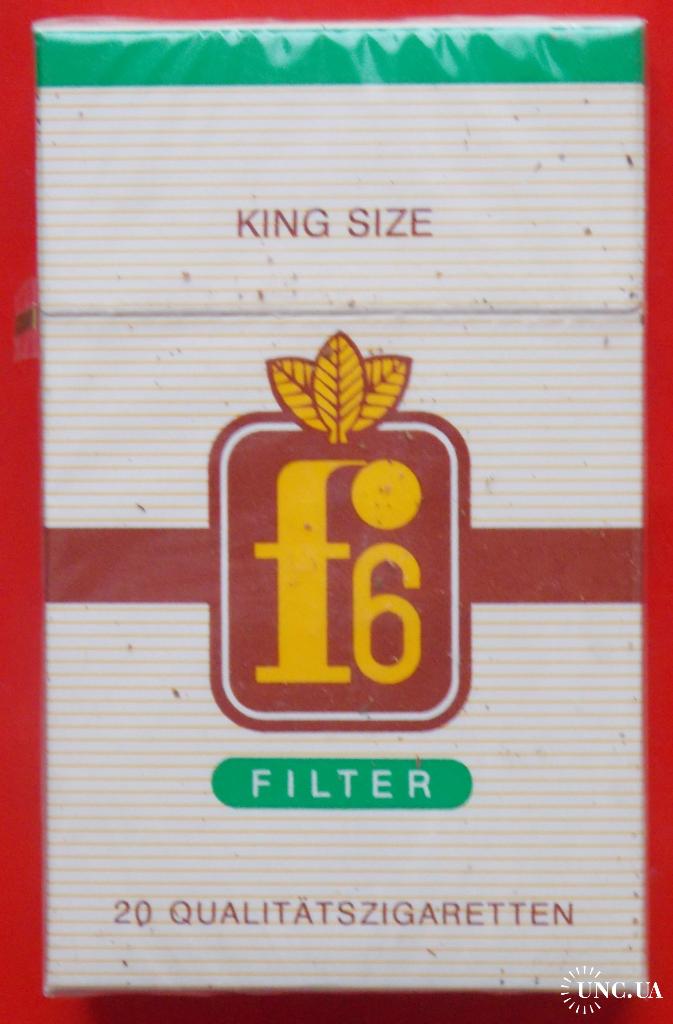 KING SIZE
f6
FILTER
20 QUALITÄTSZIGARETTEN
UNC.UA